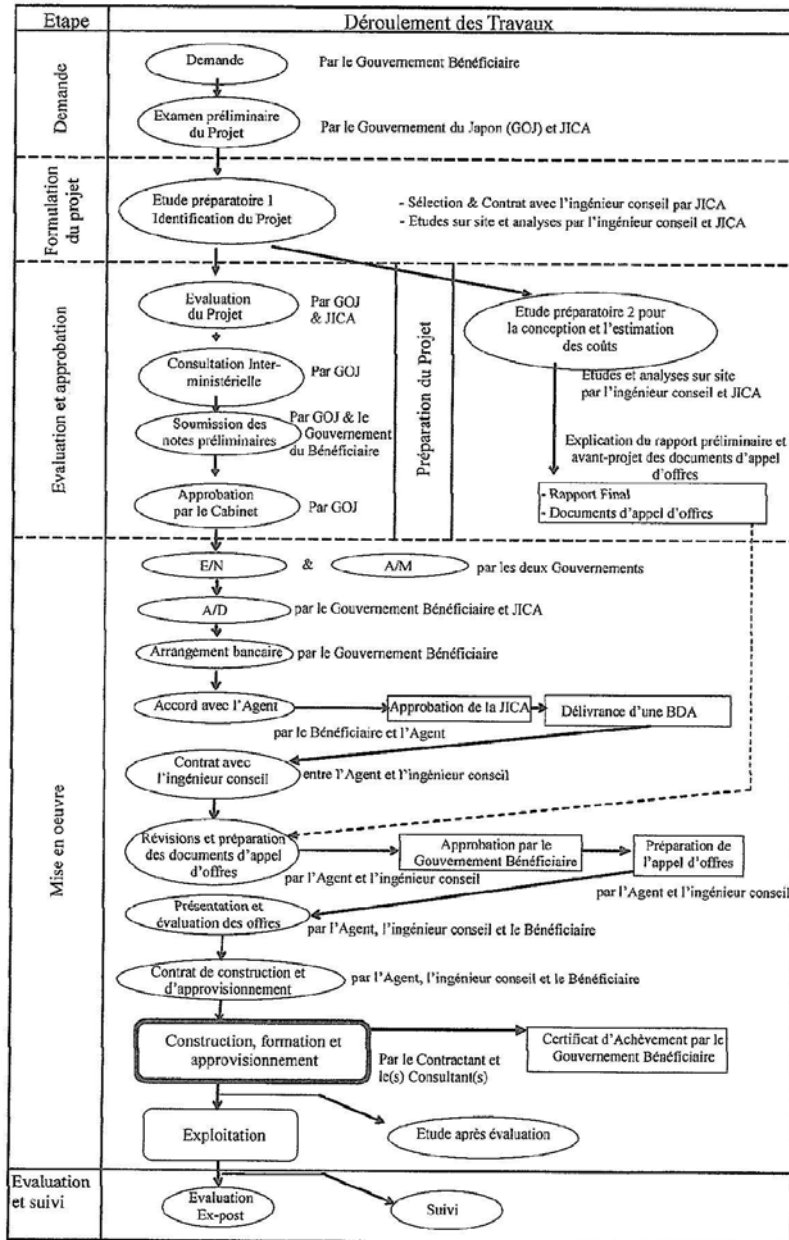 Etape
Déroulement des Travaux
Demande
Demande
Par le Gouvernement Bénéficiaire
Examen préliminaire
du Projet
Par le Gouvernement du Japon (GOJ) et JICA
Formulation
du projet
Etude préparatoire 1
Identification du Projet
- Sélection & Contrat avec l'ingénieur conseil par JICA
- Etudes sur site et analyses par l'ingénieur conseil et JICA
Evaluation et approbation
Evaluation
du Projet
Par GOJ
& JICA
Consultation Inter-
ministérielle
Par GOJ
Soumission des
notes préliminaires
Par GOJ & le
Gouvernement
du Bénéficiaire
Approbation
par le Cabinet
Par GOJ
Préparation du Projet
Etude préparatoire 2 pour
la conception et l'estimation
des coûts
Etudes et analyses sur site
par l'ingénieur conseil et JICA
Explication du rapport préliminaire et
avant-projet des documents d'appel
d'offres
- Rapport Final
- Documents d'appel d'offres
Mise en oeuvre
E/N
&
A/M
par les deux Gouvernements
A/D
par le Gouvernement Bénéficiaire et JICA
Arrangement bancaire
par le Gouvernement Bénéficiaire
Accord avec l'Agent
Approbation de la JICA
Délivrance d'une BDA
par le Bénéficiaire et l'Agent
Contrat avec
l'ingénieur conseil
entre l'Agent et l'ingénieur conseil
Révisions et préparation
des documents d'appel
d'offres
Approbation par le
Gouvernement Bénéficiaire
Préparation de
l'appel d'offres
par l'Agent et l'ingénieur conseil
par l'Agent et l'ingénieur conseil
Présentation et
évaluation des offres
par l'Agent, l'ingénieur conseil et le Bénéficiaire
Contrat de construction et
d'approvisionnement
par l'Agent, l'ingénieur conseil et le Bénéficiaire
Construction, formation et
approvisionnement
Par le Contractant et
le(s) Consultant(s)
Certificat d'Achèvement par le
Gouvernement Bénéficiaire
Exploitation
Etude après évaluation
Evaluation
et suivi
Evaluation
Ex-post
Suivi